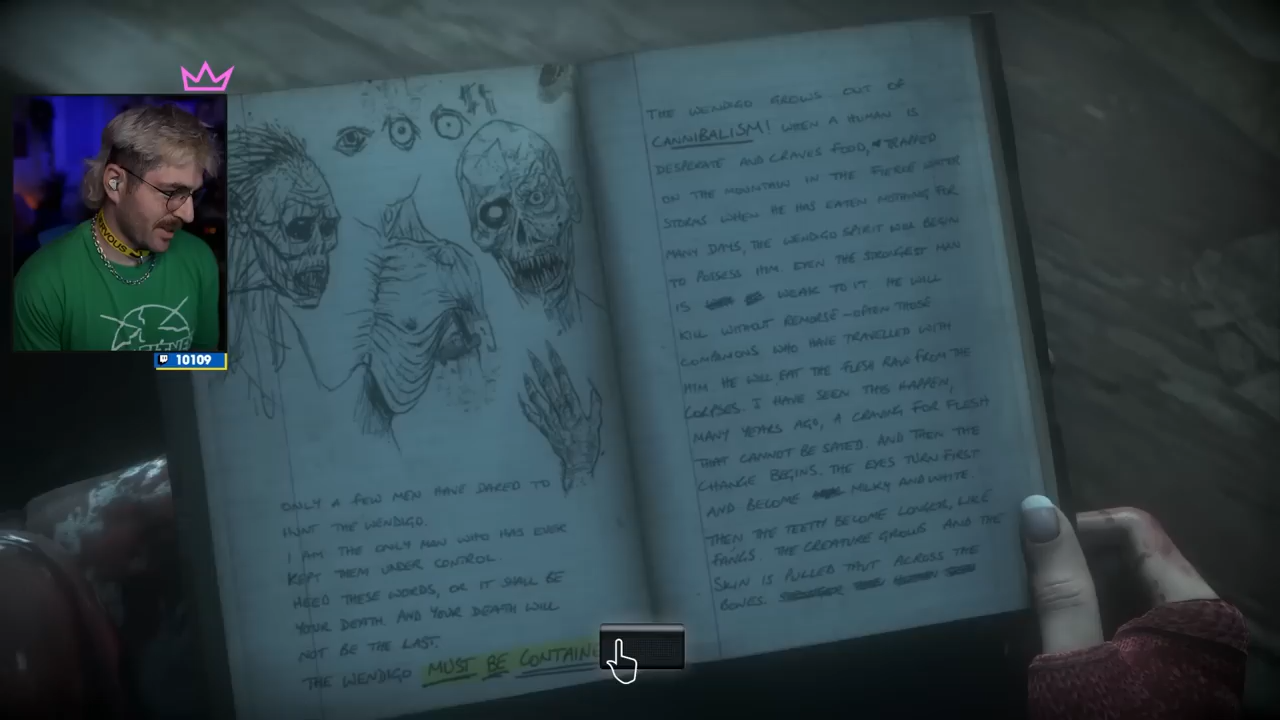 10109
ONLY A FEW MEN HAVE DARED TO
HUNT THE WENDIGO.
I AM THE ONLY MAN WHO HAS EVER
KEPT THEM UNDER CONTROL.
HEED THESE WORDS, OR IT SHALL BE
YOUR DEATH. AND YOUR DEATH WILL
NOT BE THE LAST.
THE WENDIGO MUST BE
THE WENDIGO GROWS OUT OF
CANNIBALISM! WHEN A HUMAN IS
DESPERATE AND CRAVES FOOD, TRAPPED
ON THE MOUNTAIN IN THE FIERCE WINTER
STORMS WHEN HE HAS EATEN NOTHING FOR
MANY DAYS, THE WENDIGO SPIRIT WILL BEGIN
TO POSSESS HIM. EVEN THE STRONGEST MAN
IS WEAK TO IT. HE WILL
KILL WITHOUT REMORSE - OFTEN THOSE
COMPANIONS WHO HAVE TRAVELLED WITH
HIM HE WILL EAT THE FLESH RAW FROM THE
CORPSES. I HAVE SEEN THIS HAPPEN,
MANY YEARS AGO, A CRAVING FOR FLESH
THAT CANNOT BE SATED. AND THEN THE
CHANGE BEGINS. THE EYES TURN FIRST
AND BECOME MILKY AND WHITE.
THEN THE TEETH BECOME LONGER, LIKE
FANGS. THE CREATURE GROWS AND THE
SKIN IS PULLED TAUT ACROSS THE
BONES.